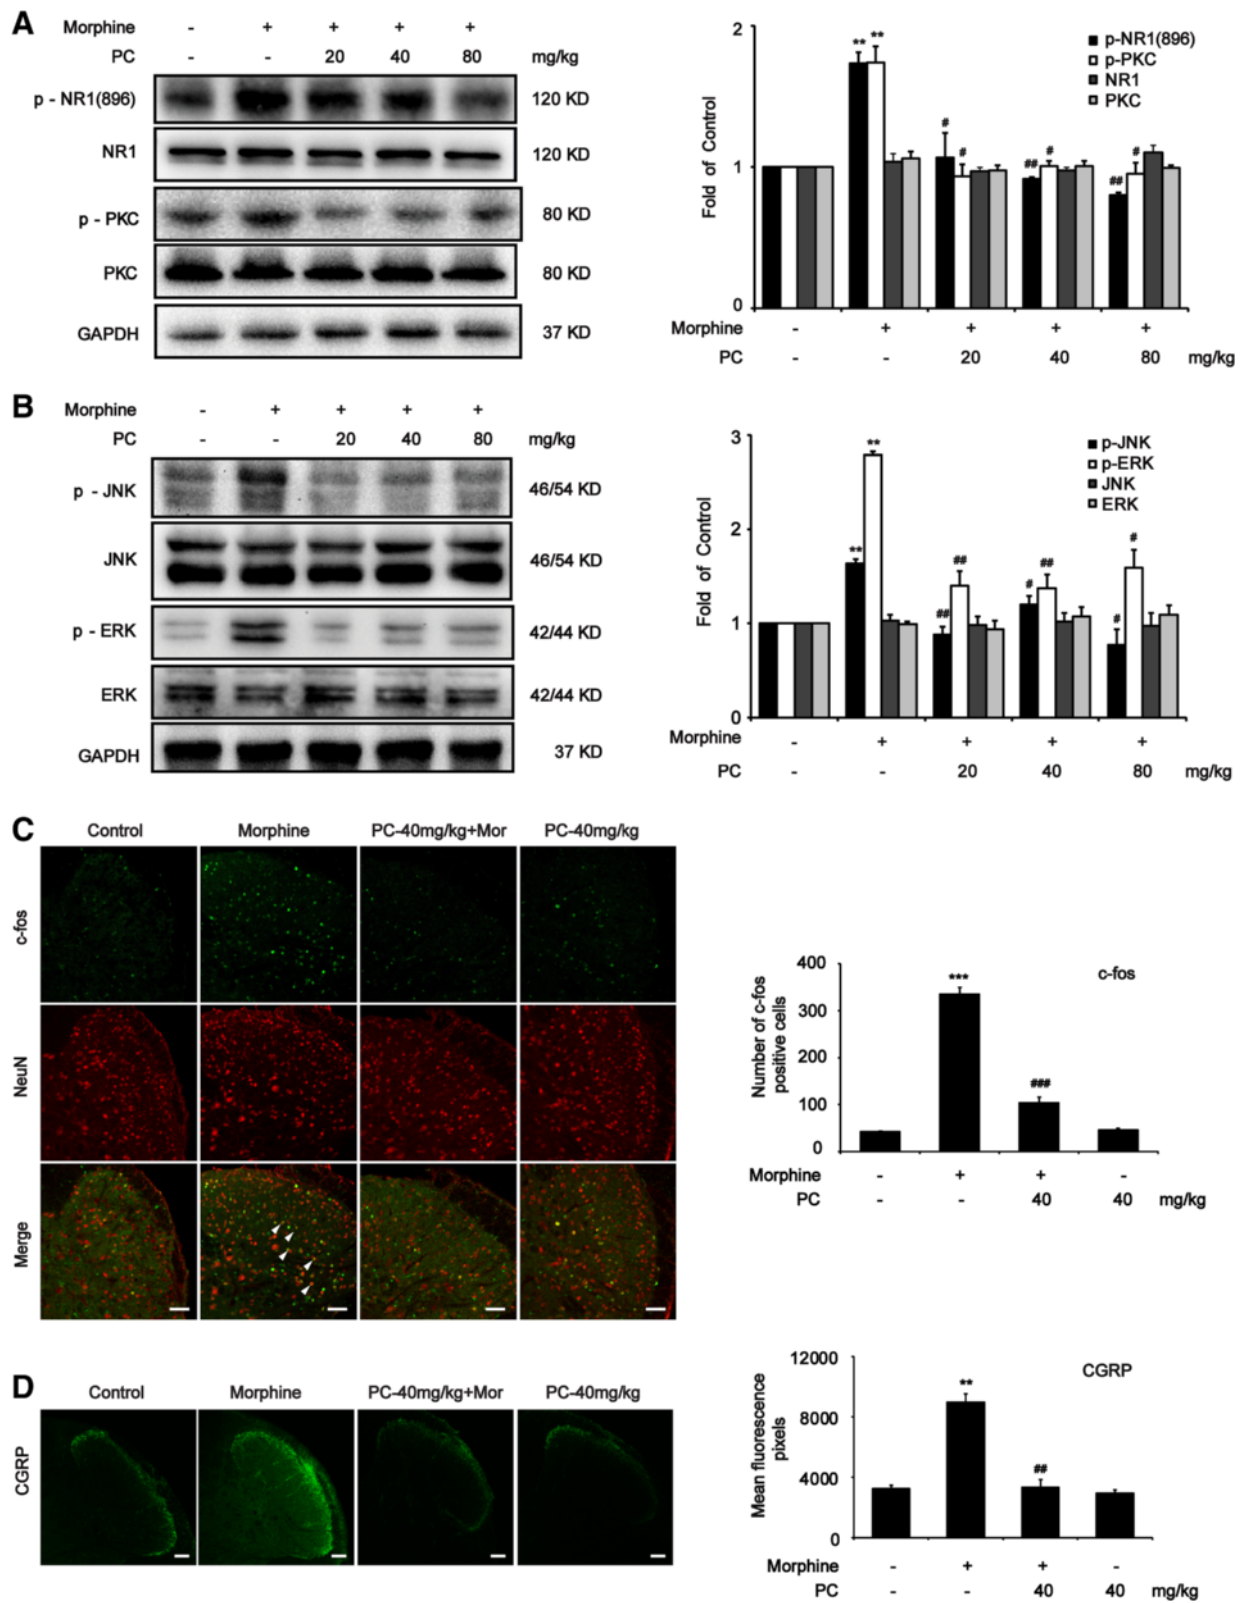 A
Morphine - + + + +
PC - - 20 40 80 mg/kg
p - NR1(896) 120 KD
NR1 120 KD
p - PKC 80 KD
PKC 80 KD
GAPDH 37 KD
2
1
0
Fold of Control
** **
# #
## #
## #
p-NR1(896)
p-PKC
NR1
PKC
Morphine - + + + +
PC - - 20 40 80 mg/kg
B
Morphine - + + + +
PC - - 20 40 80 mg/kg
p - JNK 46/54 KD
JNK 46/54 KD
p - ERK 42/44 KD
ERK 42/44 KD
GAPDH 37 KD
3
2
1
0
Fold of Control
** **
## ##
# ##
# #
p-JNK
p-ERK
JNK
ERK
Morphine - + + + +
PC - - 20 40 80 mg/kg
C
Control Morphine PC-40mg/kg+Mor PC-40mg/kg
c-fos
NeuN
Merge
400
300
200
100
0
Number of c-fos
positive cells
c-fos
***
###
Morphine - + + -
PC - - 40 40 mg/kg
D
Control Morphine PC-40mg/kg+Mor PC-40mg/kg
CGRP
12000
8000
4000
0
Mean fluorescence
pixels
CGRP
**
##
Morphine - + + -
PC - - 40 40 mg/kg